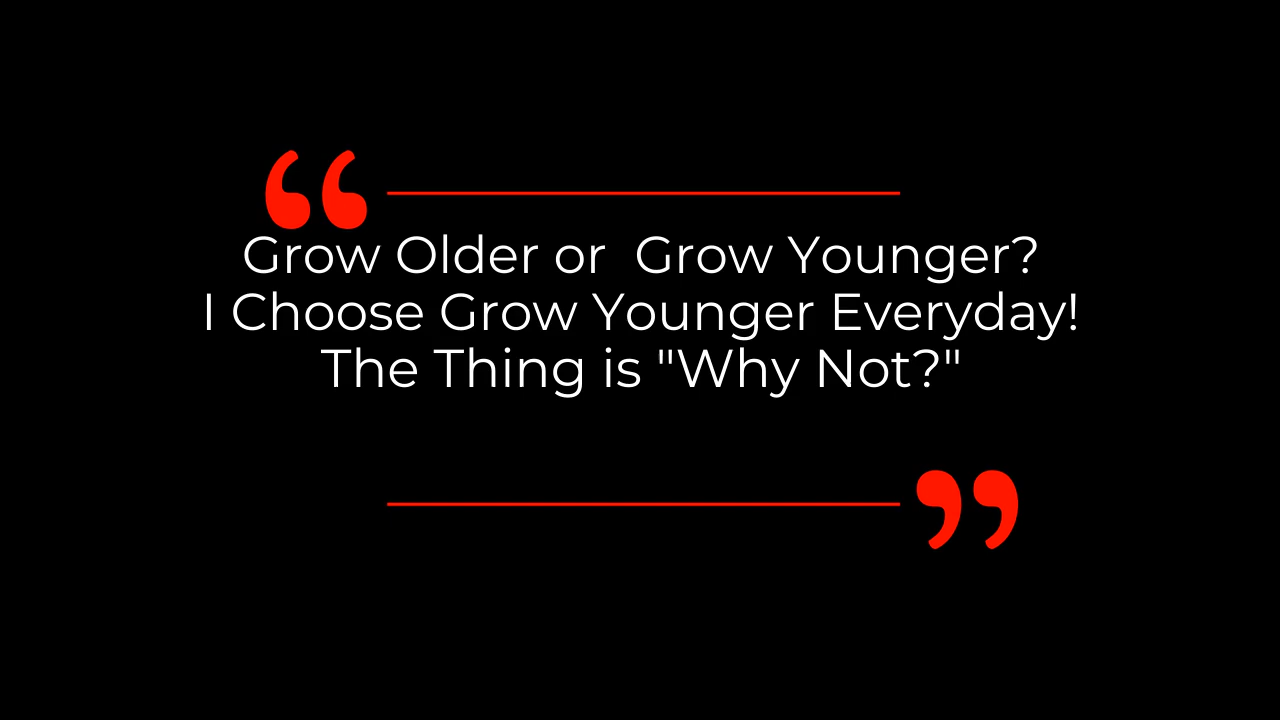 “
Grow Older or  Grow Younger?
I Choose Grow Younger Everyday!
The Thing is "Why Not?"
”